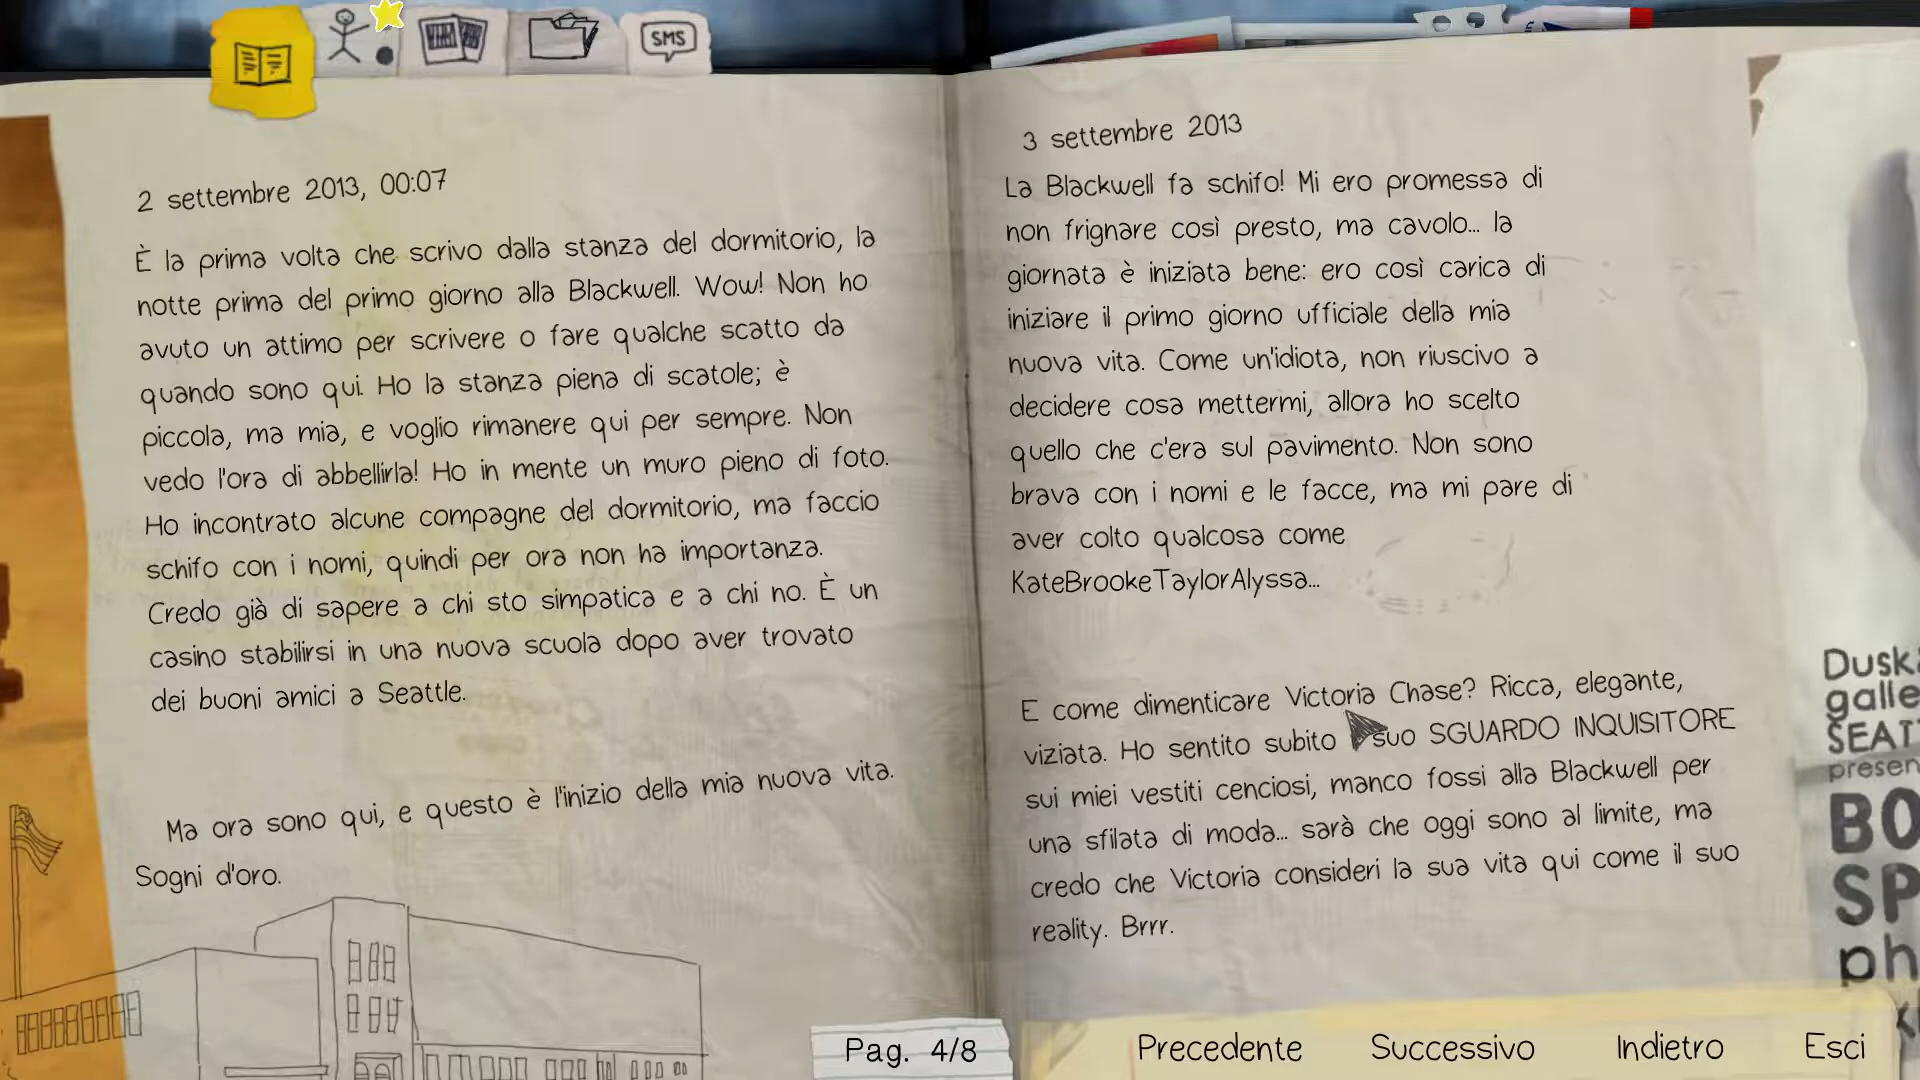 SMS
2 settembre 2013, 00:07
È la prima volta che scrivo dalla stanza del dormitorio, la
notte prima del primo giorno alla Blackwell. Wow! Non ho
avuto un attimo per scrivere o fare qualche scatto da
quando sono qui. Ho la stanza piena di scatole; è
piccola, ma mia, e voglio rimanere qui per sempre. Non
vedo l'ora di abbellirla! Ho in mente un muro pieno di foto.
Ho incontrato alcune compagne del dormitorio, ma faccio
schifo con i nomi, quindi per ora non ha importanza.
Credo già di sapere a chi sto simpatica e a chi no. È un
casino stabilirsi in una nuova scuola dopo aver trovato
dei buoni amici a Seattle.
Ma ora sono qui, e questo è l'inizio della mia nuova vita.
Sogni d'oro.
3 settembre 2013
La Blackwell fa schifo! Mi ero promessa di
non frignare così presto, ma cavolo... la
giornata è iniziata bene: ero così carica di
iniziare il primo giorno ufficiale della mia
nuova vita. Come un'idiota, non riuscivo a
decidere cosa mettermi, allora ho scelto
quello che c'era sul pavimento. Non sono
brava con i nomi e le facce, ma mi pare di
aver colto qualcosa come
KateBrookeTaylorAlyssa...
E come dimenticare Victoria Chase? Ricca, elegante,
viziata. Ho sentito subito suo SGUARDO INQUISITORE
sui miei vestiti cenciosi, manco fossi alla Blackwell per
una sfilata di moda... sarà che oggi sono al limite, ma
credo che Victoria consideri la sua vita qui come il suo
reality. Brrr.
Duska
galle
SEAT
presen
BO
SP
ph
Pag. 4/8
Precedente Successivo Indietro Esci